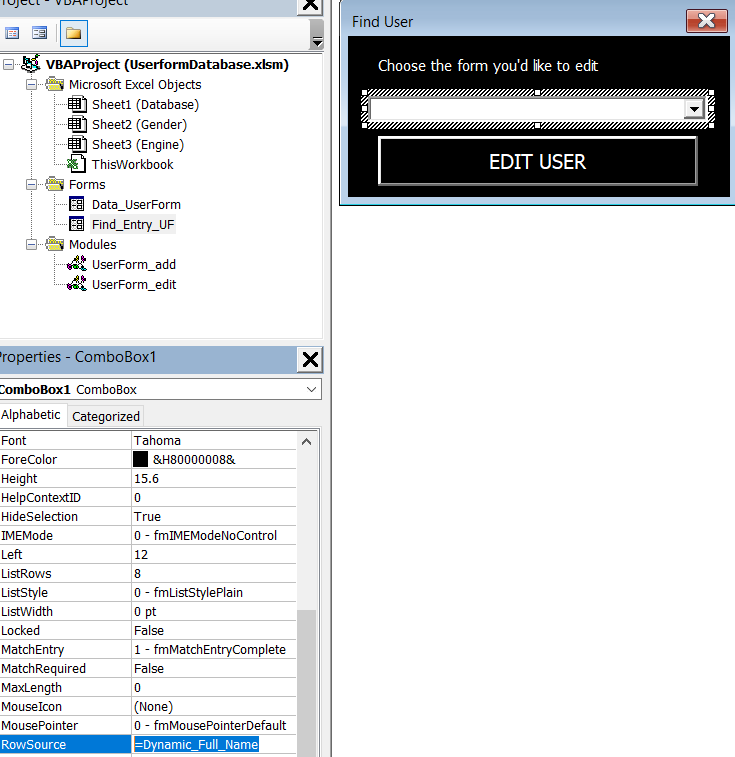 Project - VBAProject
VBAProject (UserformDatabase.xlsm)
Microsoft Excel Objects
Sheet1 (Database)
Sheet2 (Gender)
Sheet3 (Engine)
ThisWorkbook
Forms
Data_UserForm
Find_Entry_UF
Modules
UserForm_add
UserForm_edit
Properties - ComboBox1
ComboBox1 ComboBox
Alphabetic Categorized
Font Tahoma
ForeColor &H80000008&
Height 15.6
HelpContextID 0
HideSelection True
IMEMode 0 - fmIMEModeNoControl
Left 12
ListRows 8
ListStyle 0 - fmListStylePlain
ListWidth 0 pt
Locked False
MatchEntry 1 - fmMatchEntryComplete
MatchRequired False
MaxLength 0
MouseIcon (None)
MousePointer 0 - fmMousePointerDefault
RowSource =Dynamic_Full_Name
Find User
Choose the form you'd like to edit
EDIT USER